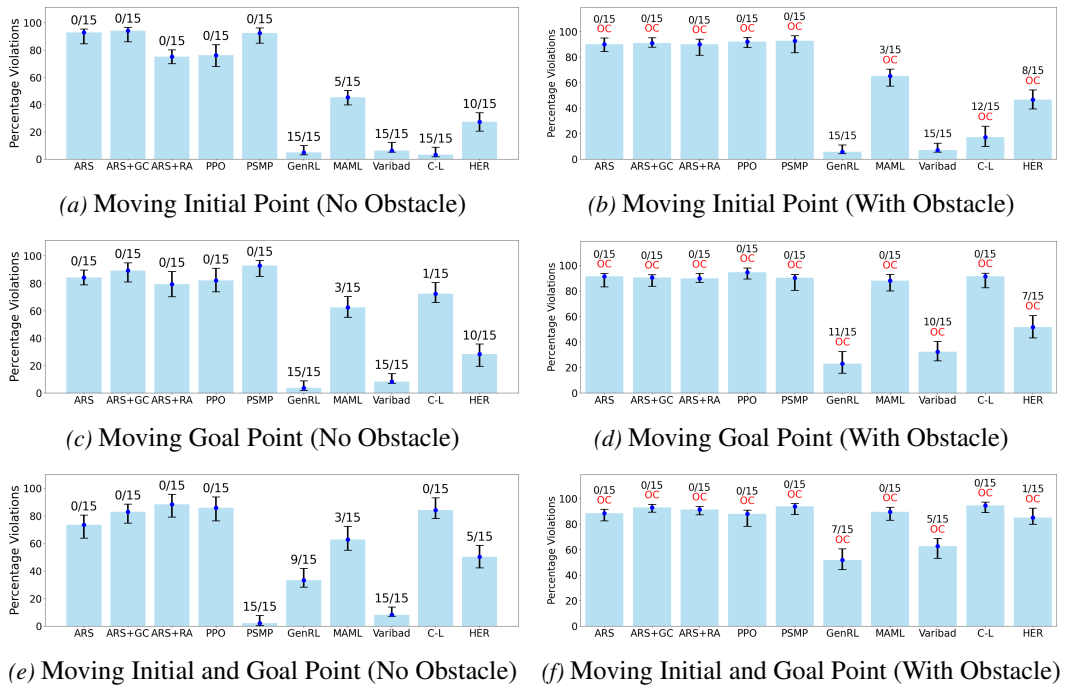 Percentage Violations
100
80
60
40
20
0
0/15 0/15 0/15 0/15 0/15 15/15 5/15 15/15 15/15 10/15
ARS ARS+GC ARS+RA PPO PSMP GenRL MAML Varibad C-L HER
(a) Moving Initial Point (No Obstacle)
Percentage Violations
100
80
60
40
20
0
0/15 0/15 0/15 0/15 0/15 15/15 3/15 15/15 12/15 8/15
OC OC OC OC OC OC OC OC
ARS ARS+GC ARS+RA PPO PSMP GenRL MAML Varibad C-L HER
(b) Moving Initial Point (With Obstacle)
Percentage Violations
100
80
60
40
20
0
0/15 0/15 0/15 0/15 0/15 15/15 3/15 15/15 1/15 10/15
ARS ARS+GC ARS+RA PPO PSMP GenRL MAML Varibad C-L HER
(c) Moving Goal Point (No Obstacle)
Percentage Violations
100
80
60
40
20
0
0/15 0/15 0/15 0/15 0/15 11/15 0/15 10/15 0/15 7/15
OC OC OC OC OC OC OC OC OC OC
ARS ARS+GC ARS+RA PPO PSMP GenRL MAML Varibad C-L HER
(d) Moving Goal Point (With Obstacle)
Percentage Violations
100
80
60
40
20
0
0/15 0/15 0/15 0/15 15/15 9/15 3/15 15/15 0/15 5/15
ARS ARS+GC ARS+RA PPO PSMP GenRL MAML Varibad C-L HER
(e) Moving Initial and Goal Point (No Obstacle)
Percentage Violations
100
80
60
40
20
0
0/15 0/15 0/15 0/15 0/15 7/15 0/15 5/15 0/15 1/15
OC OC OC OC OC OC OC OC OC OC
ARS ARS+GC ARS+RA PPO PSMP GenRL MAML Varibad C-L HER
(f) Moving Initial and Goal Point (With Obstacle)